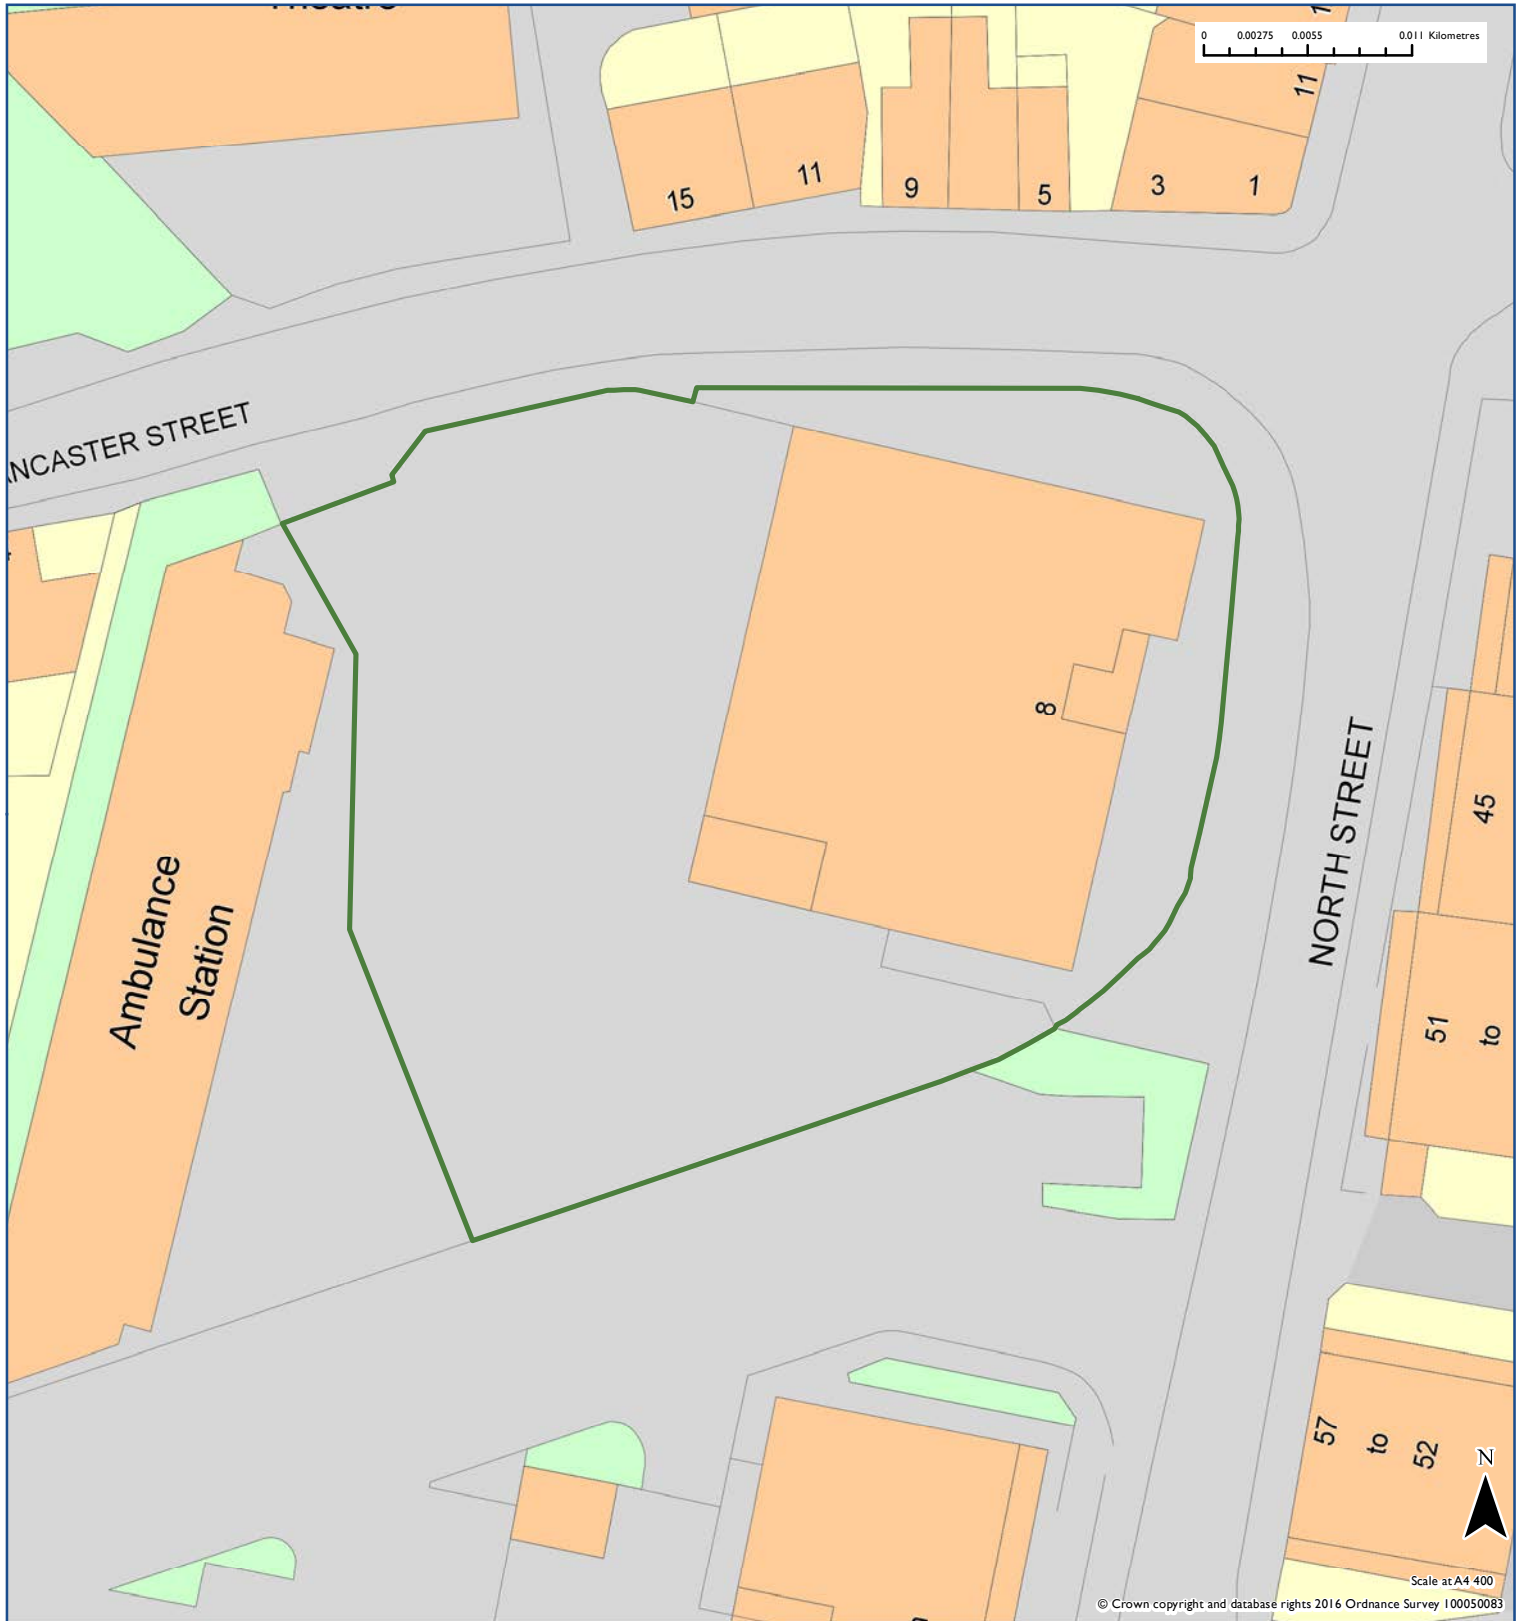 Theatre
0 0.00275 0.0055 0.011 Kilometres
11
15
11
9
5
3
1
ANCASTER STREET
8
NORTH STREET
45
Ambulance
Station
51
to
57
to
52
N
Scale at A4 400
© Crown copyright and database rights 2016 Ordnance Survey 100050083